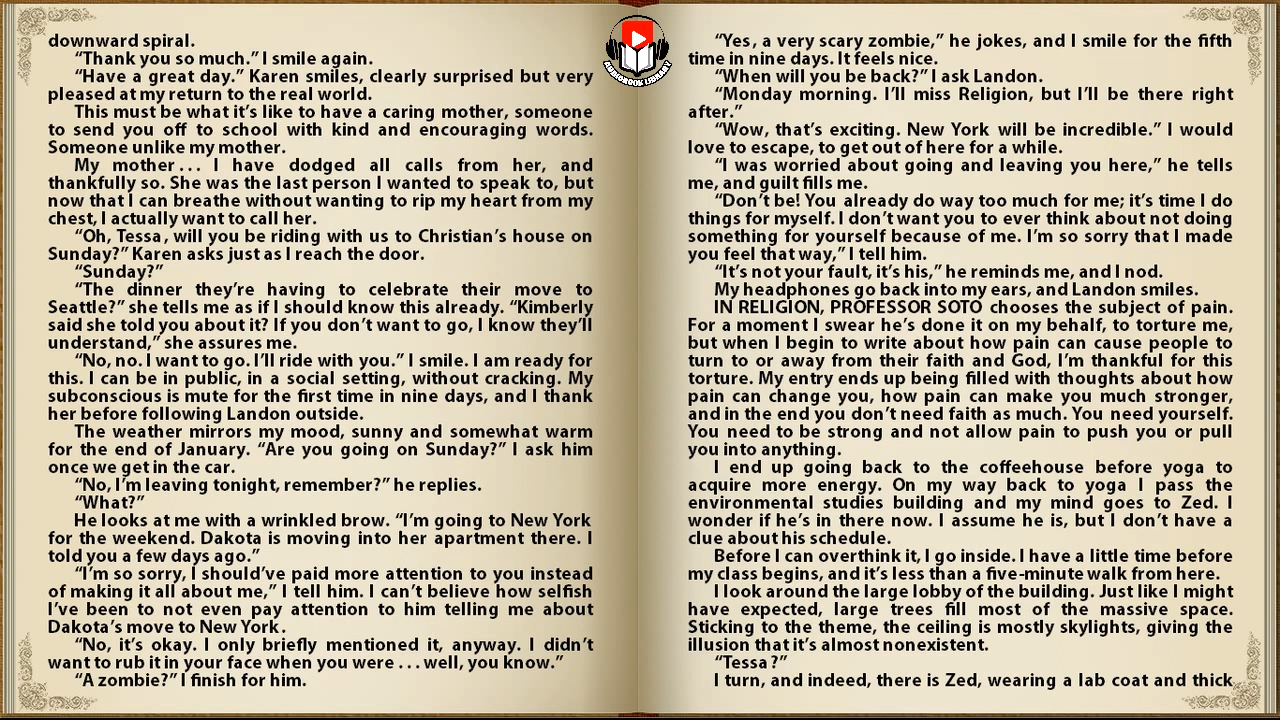 downward spiral.
“Thank you so much.” I smile again.
“Have a great day.” Karen smiles, clearly surprised but very
pleased at my return to the real world.
This must be what it’s like to have a caring mother, someone
to send you off to school with kind and encouraging words.
Someone unlike my mother.
My mother . . . I have dodged all calls from her, and
thankfully so. She was the last person I wanted to speak to, but
now that I can breathe without wanting to rip my heart from my
chest, I actually want to call her.
“Oh, Tessa, will you be riding with us to Christian’s house on
Sunday?” Karen asks just as I reach the door.
“Sunday?”
“The dinner they’re having to celebrate their move to
Seattle?” she tells me as if I should know this already. “Kimberly
said she told you about it? If you don’t want to go, I know they’ll
understand,” she assures me.
“No, no. I want to go. I’ll ride with you.” I smile. I am ready for
this. I can be in public, in a social setting, without cracking. My
subconscious is mute for the first time in nine days, and I thank
her before following Landon outside.
The weather mirrors my mood, sunny and somewhat warm
for the end of January. “Are you going on Sunday?” I ask him
once we get in the car.
“No, I’m leaving tonight, remember?” he replies.
“What?”
He looks at me with a wrinkled brow. “I’m going to New York
for the weekend. Dakota is moving into her apartment there. I
told you a few days ago.”
“I’m so sorry, I should’ve paid more attention to you instead
of making it all about me,” I tell him. I can’t believe how selfish
I’ve been to not even pay attention to him telling me about
Dakota’s move to New York.
“No, it’s okay. I only briefly mentioned it, anyway. I didn’t
want to rub it in your face when you were . . . well, you know.”
“A zombie?” I finish for him.
AUDIOBOOK LIBRARY
“Yes, a very scary zombie,” he jokes, and I smile for the fifth
time in nine days. It feels nice.
“When will you be back?” I ask Landon.
“Monday morning. I’ll miss Religion, but I’ll be there right
after.”
“Wow, that’s exciting. New York will be incredible.” I would
love to escape, to get out of here for a while.
“I was worried about going and leaving you here,” he tells
me, and guilt fills me.
“Don’t be! You already do way too much for me; it’s time I do
things for myself. I don’t want you to ever think about not doing
something for yourself because of me. I’m so sorry that I made
you feel that way,” I tell him.
“It’s not your fault, it’s his,” he reminds me, and I nod.
My headphones go back into my ears, and Landon smiles.
IN RELIGION, PROFESSOR SOTO chooses the subject of pain.
For a moment I swear he’s done it on my behalf, to torture me,
but when I begin to write about how pain can cause people to
turn to or away from their faith and God, I’m thankful for this
torture. My entry ends up being filled with thoughts about how
pain can change you, how pain can make you much stronger,
and in the end you don’t need faith as much. You need yourself.
You need to be strong and not allow pain to push you or pull
you into anything.
I end up going back to the coffeehouse before yoga to
acquire more energy. On my way back to yoga I pass the
environmental studies building and my mind goes to Zed. I
wonder if he’s in there now. I assume he is, but I don’t have a
clue about his schedule.
Before I can overthink it, I go inside. I have a little time before
my class begins, and it’s less than a five-minute walk from here.
I look around the large lobby of the building. Just like I might
have expected, large trees fill most of the massive space.
Sticking to the theme, the ceiling is mostly skylights, giving the
illusion that it’s almost nonexistent.
“Tessa?”
I turn, and indeed, there is Zed, wearing a lab coat and thick